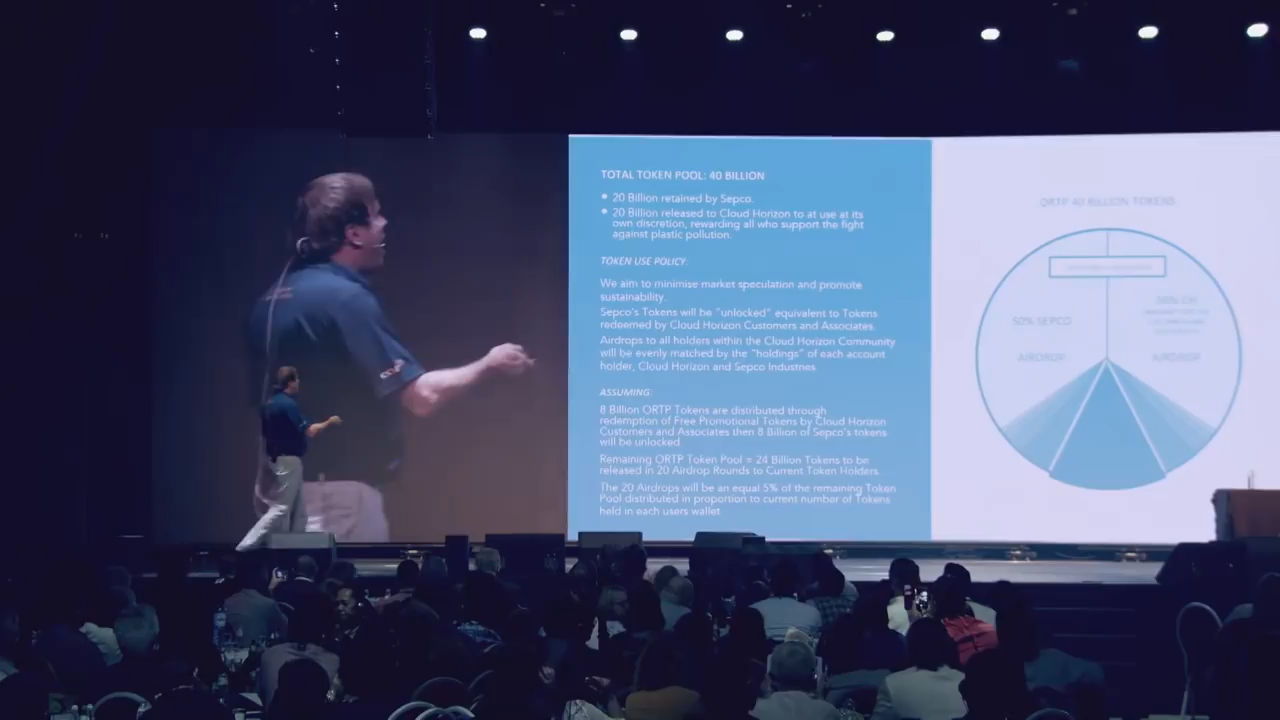 TOTAL TOKEN POOL: 40 BILLION
• 20 Billion retained by Sepco.
• 20 Billion released to Cloud Horizon to at use at its
own discretion, rewarding all who support the fight
against plastic pollution.
TOKEN USE POLICY:
We aim to minimise market speculation and promote
sustainability.
Sepco's Tokens will be "unlocked" equivalent to Tokens
redeemed by Cloud Horizon Customers and Associates.
Airdrops to all holders within the Cloud Horizon Community
will be evenly matched by the "holdings" of each account
holder, Cloud Horizon and Sepco Industries.
ASSUMING:
8 Billion ORTP Tokens are distributed through
redemption of Free Promotional Tokens by Cloud Horizon
Customers and Associates then 8 Billion of Sepco's tokens
will be unlocked
Remaining ORTP Token Pool = 24 Billion Tokens to be
released in 20 Airdrop Rounds to Current Token Holders.
The 20 Airdrops will be an equal 5% of the remaining Token
Pool distributed in proportion to current number of Tokens
held in each users wallet.
ORTP 40 BILLION TOKENS
50% SEPCO
50% CH
AIRDROP
AIRDROP